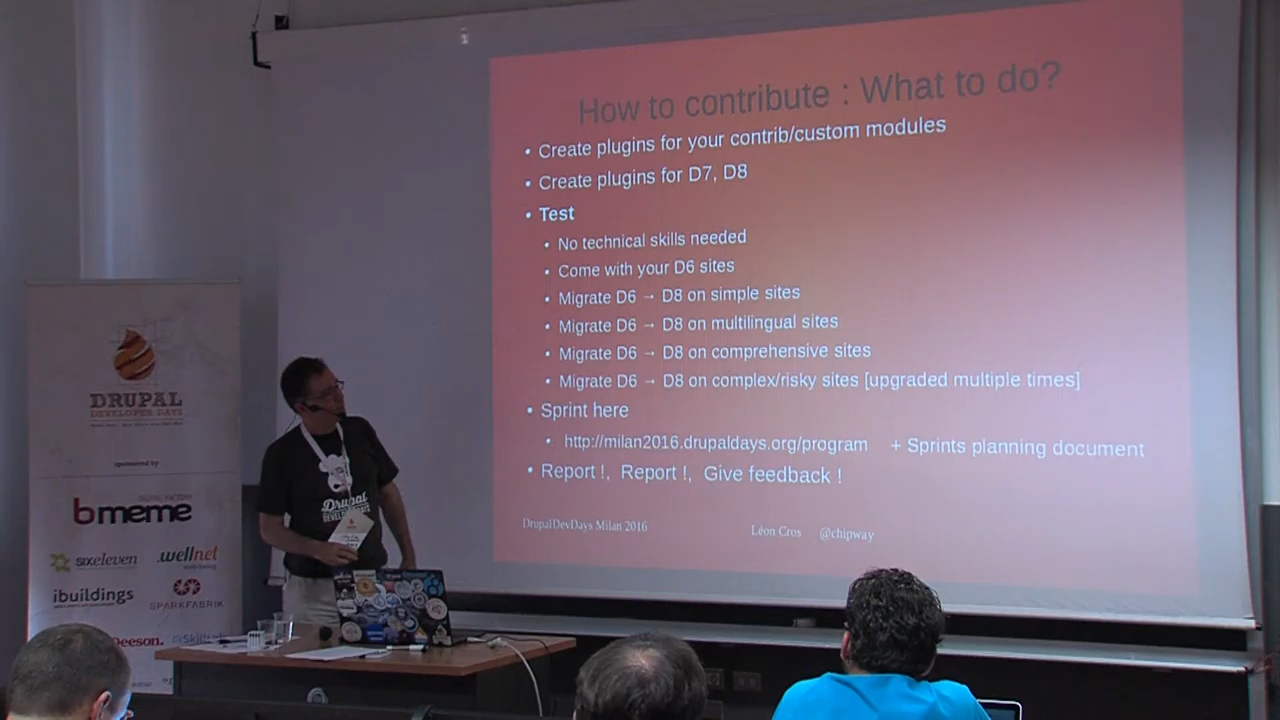 How to contribute : What to do?
• Create plugins for your contrib/custom modules
• Create plugins for D7, D8
• Test
• No technical skills needed
• Come with your D6 sites
• Migrate D6 → D8 on simple sites
• Migrate D6 → D8 on multilingual sites
• Migrate D6 → D8 on comprehensive sites
• Migrate D6 → D8 on complex/risky sites [upgraded multiple times]
• Sprint here
• http://milan2016.drupaldays.org/program + Sprints planning document
• Report !, Report !, Give feedback !
DrupalDevDays Milan 2016 Léon Cros @chipway
DRUPAL
DEVELOPER DAYS
sponsored by
bmeme
sixeleven
.wellnet
ibuildings
SPARKFABRIK
Deeson.
Drupal